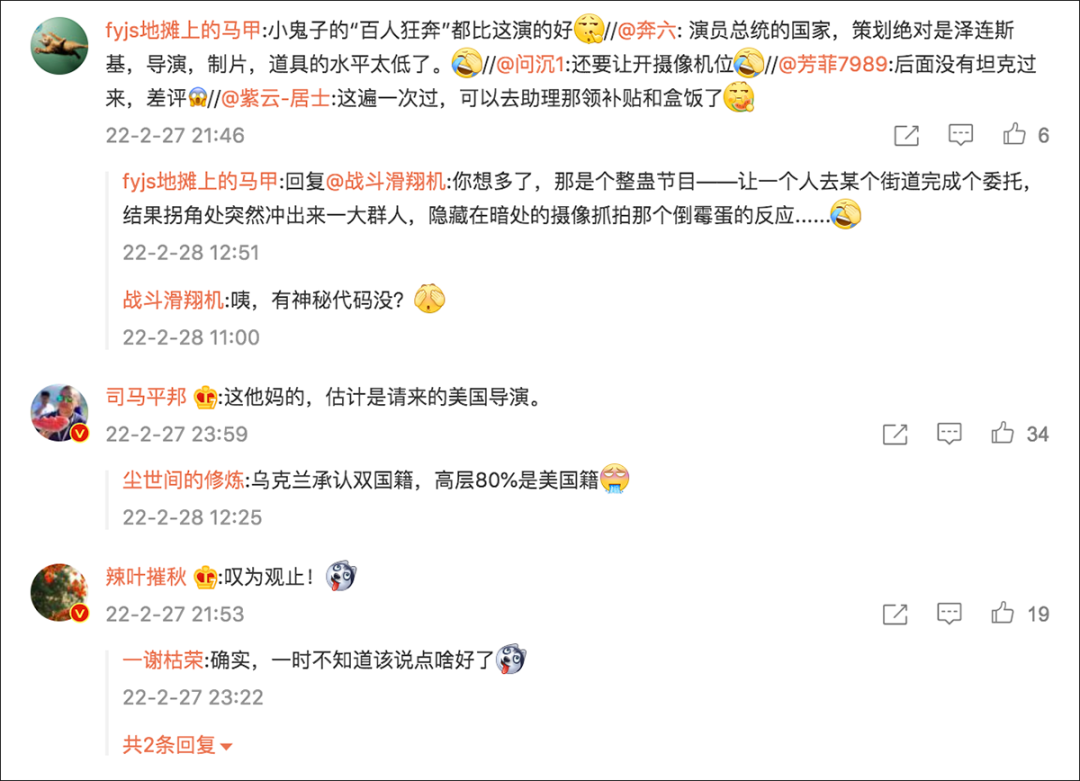 fyjs地摊上的马甲:小鬼子的“百人狂奔”都比这演的好//@奔六: 演员总统的国家，策划绝对是泽连斯
基，导演，制片，道具的水平太低了。//@问沉1:还要让开摄像机位//@芳菲7989:后面没有坦克过
来，差评//@紫云-居士:这遍一次过，可以去助理那领补贴和盒饭了
22-2-27 21:46
6
fyjs地摊上的马甲:回复@战斗滑翔机:你想多了，那是个整蛊节目——让一个人去某个街道完成个委托，
结果拐角处突然冲出来一大群人，隐藏在暗处的摄像抓拍那个倒霉蛋的反应......
22-2-28 12:51
战斗滑翔机:咦，有神秘代码没？
22-2-28 11:00
司马平邦:这他妈的，估计是请来的美国导演。
22-2-27 23:59
34
尘世间的修炼:乌克兰承认双国籍，高层80%是美国籍
22-2-28 12:25
辣叶摧秋:叹为观止！
22-2-27 21:53
19
一谢枯荣:确实，一时不知道该说点啥好了
22-2-27 23:22
共2条回复